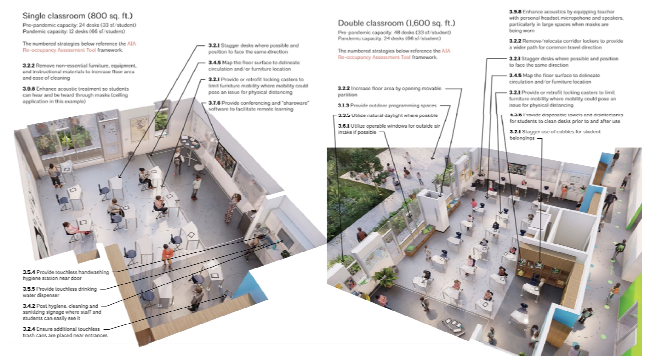 Single classroom (800 sq. ft.)
Pre-pandemic capacity: 24 desks (33 sf/student)
Pandemic capacity: 12 desks (66 sf/student)
The numbered strategies below reference the AIA
Re-occupancy Assessment Tool framework.
3.2.2 Remove non-essential furniture, equipment,
and instructional materials to increase floor area
and ease of cleaning
3.9.8 Enhance acoustic treatment so students
can hear and be heard through masks (ceiling
application in this example)
3.2.1 Stagger desks where possible and
position to face the same direction
3.4.5 Map the floor surface to delineate
circulation and/or furniture location
3.2.1 Provide or retrofit locking casters to
limit furniture mobility where mobility could
pose an issue for physical distancing
3.7.6 Provide conferencing and "shareware"
software to facilitate remote learning
3.5.4 Provide touchless handwashing
hygiene station near door
3.5.5 Provide touchless drinking
water dispenser
3.4.2 Post hygiene, cleaning and
sanitizing signage where staff and
students can easily see it
3.2.4 Ensure additional touchless
trash cans are placed near entrances
Double classroom (1,600 sq. ft.)
Pre-pandemic capacity: 48 desks (33 sf/student)
Pandemic capacity: 24 desks (66 sf/student)
The numbered strategies below reference the AIA
Re-occupancy Assessment Tool framework.
3.2.2 Increase floor area by opening movable
partition
3.1.3 Provide outdoor programming spaces
Utilize natural daylight where possible
3.6.1 Utilize operable windows for outside air
intake if possible
3.9.8 Enhance acoustics by equipping teacher
with personal headset microphone and speakers,
particularly in large spaces when masks are
being worn
3.2.2 Remove/relocate corridor lockers to provide
a wider path for common travel direction
3.2.1 Stagger desks where possible and position
to face the same direction
3.4.5 Map the floor surface to delineate
circulation and/or furniture location
3.2.1 Provide or retrofit locking casters to
limit furniture mobility where mobility could pose
an issue for physical distancing
Provide disposable towels and disinfectants
for students to clean desks prior to and after use
3.2.1 Stagger use of cubbies for student
belongings